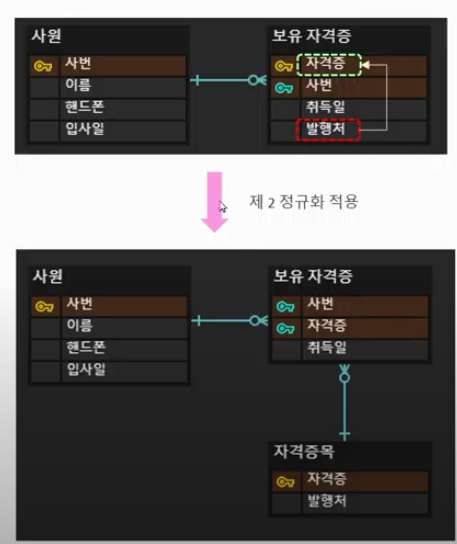 사원
사번
이름
핸드폰
입사일
보유 자격증
자격증
사번
취득일
발행처
제 2 정규화 적용
사원
사번
이름
핸드폰
입사일
보유 자격증
사번
자격증
취득일
자격증목
자격증
발행처